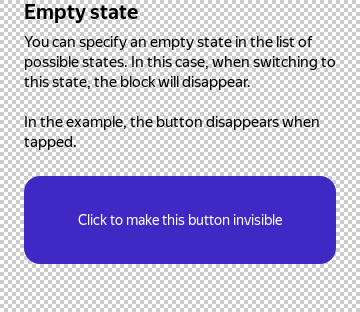 Empty state
You can specify an empty state in the list of
possible states. In this case, when switching to
this state, the block will disappear.
In the example, the button disappears when
tapped.
Click to make this button invisible